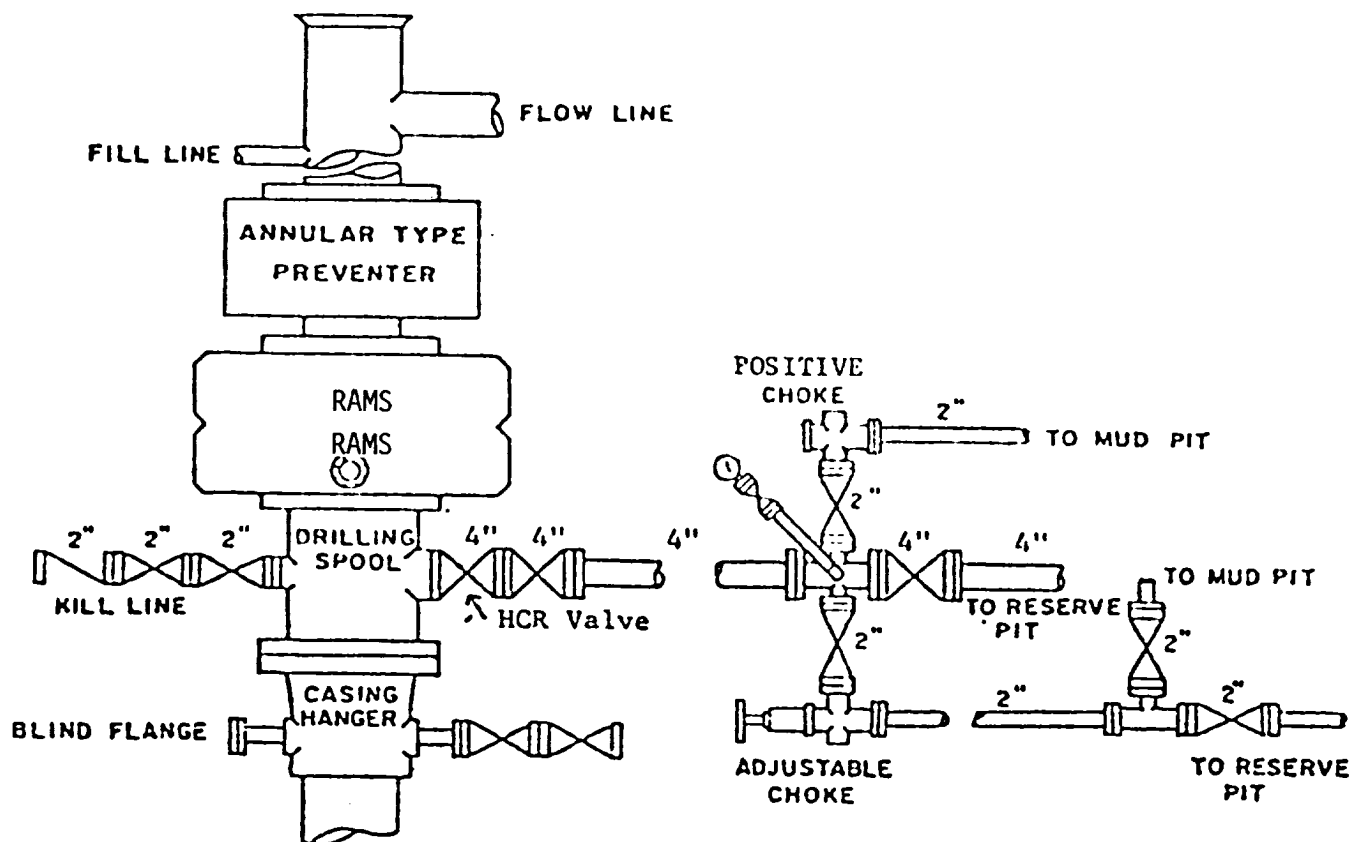 FLOW LINE
FILL LINE
ANNULAR TYPE
PREVENTER
RAMS
RAMS
POSITIVE
CHOKE
2"
TO MUD PIT
2"
2" 2" 2"
DRILLING
SPOOL
4" 4" 4"
4" 4"
KILL LINE
HCR Valve
TO RESERVE
PIT
TO MUD PIT
2"
2"
CASING
HANGER
BLIND FLANGE
2" 2"
ADJUSTABLE
CHOKE
TO RESERVE
PIT